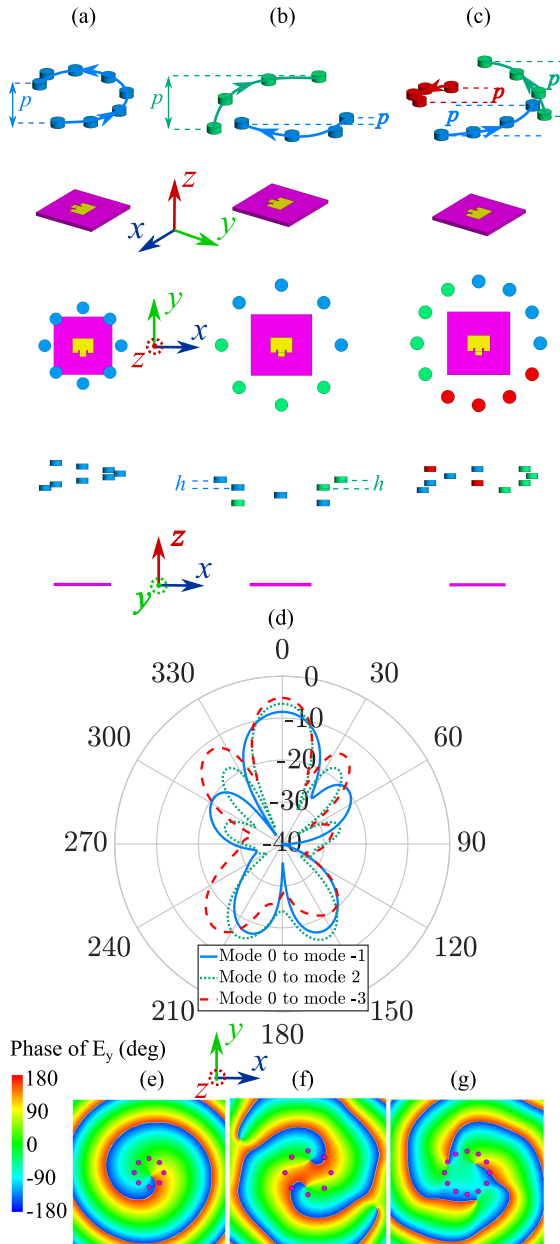 (a) (b) (c)
p p p p p p
z
x y
y
z x
h h
z
y x
(d)
0
330 0 30
-10
300 -20 60
-30
270 -40 90
240 120
Mode 0 to mode -1
Mode 0 to mode 2
Mode 0 to mode -3
210 180 150
Phase of E_y (deg)
y
z x
(e) (f) (g)
180
90
0
-90
-180